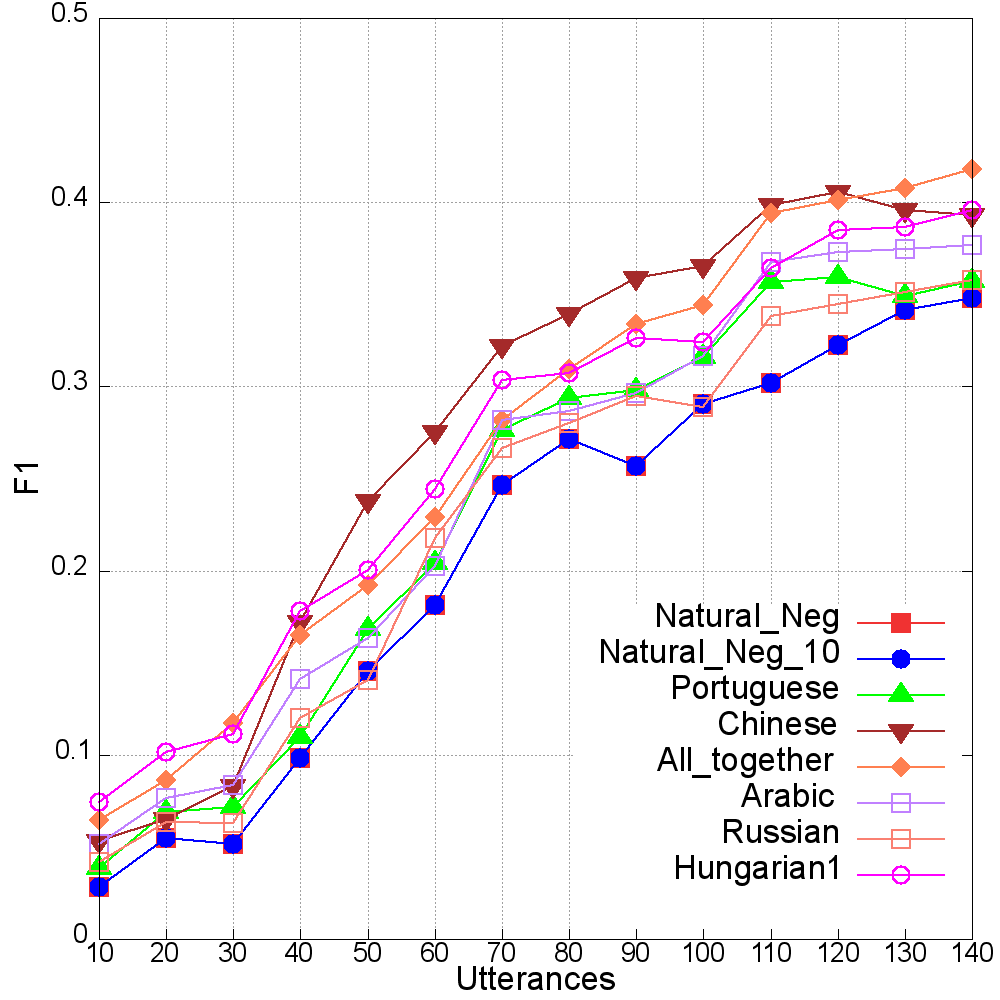 0.5
0.4
0.3
0.2
0.1
0
F1
Natural_Neg
Natural_Neg_10
Portuguese
Chinese
All_together
Arabic
Russian
Hungarian1
10 20 30 40 50 60 70 80 90 100 110 120 130 140
Utterances